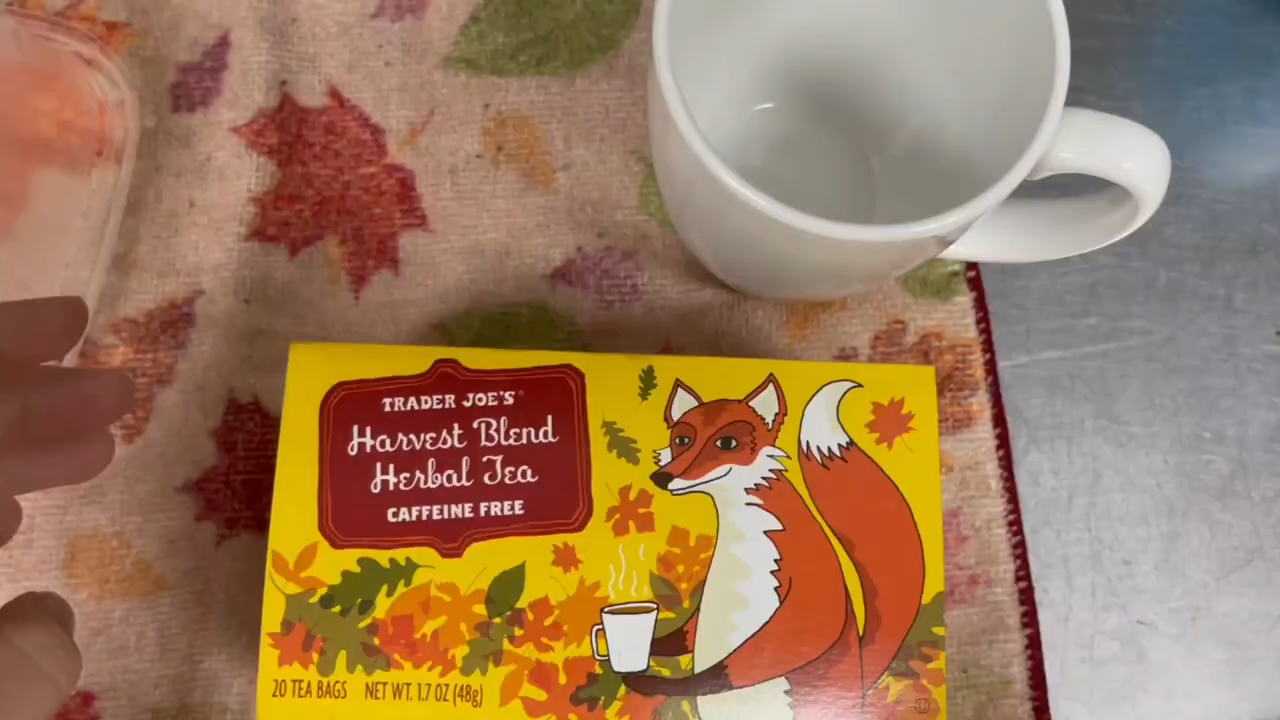 TRADER JOE'S
Harvest Blend
Herbal Tea
CAFFEINE FREE
20 TEA BAGS NET WT. 1.7 OZ (48g)